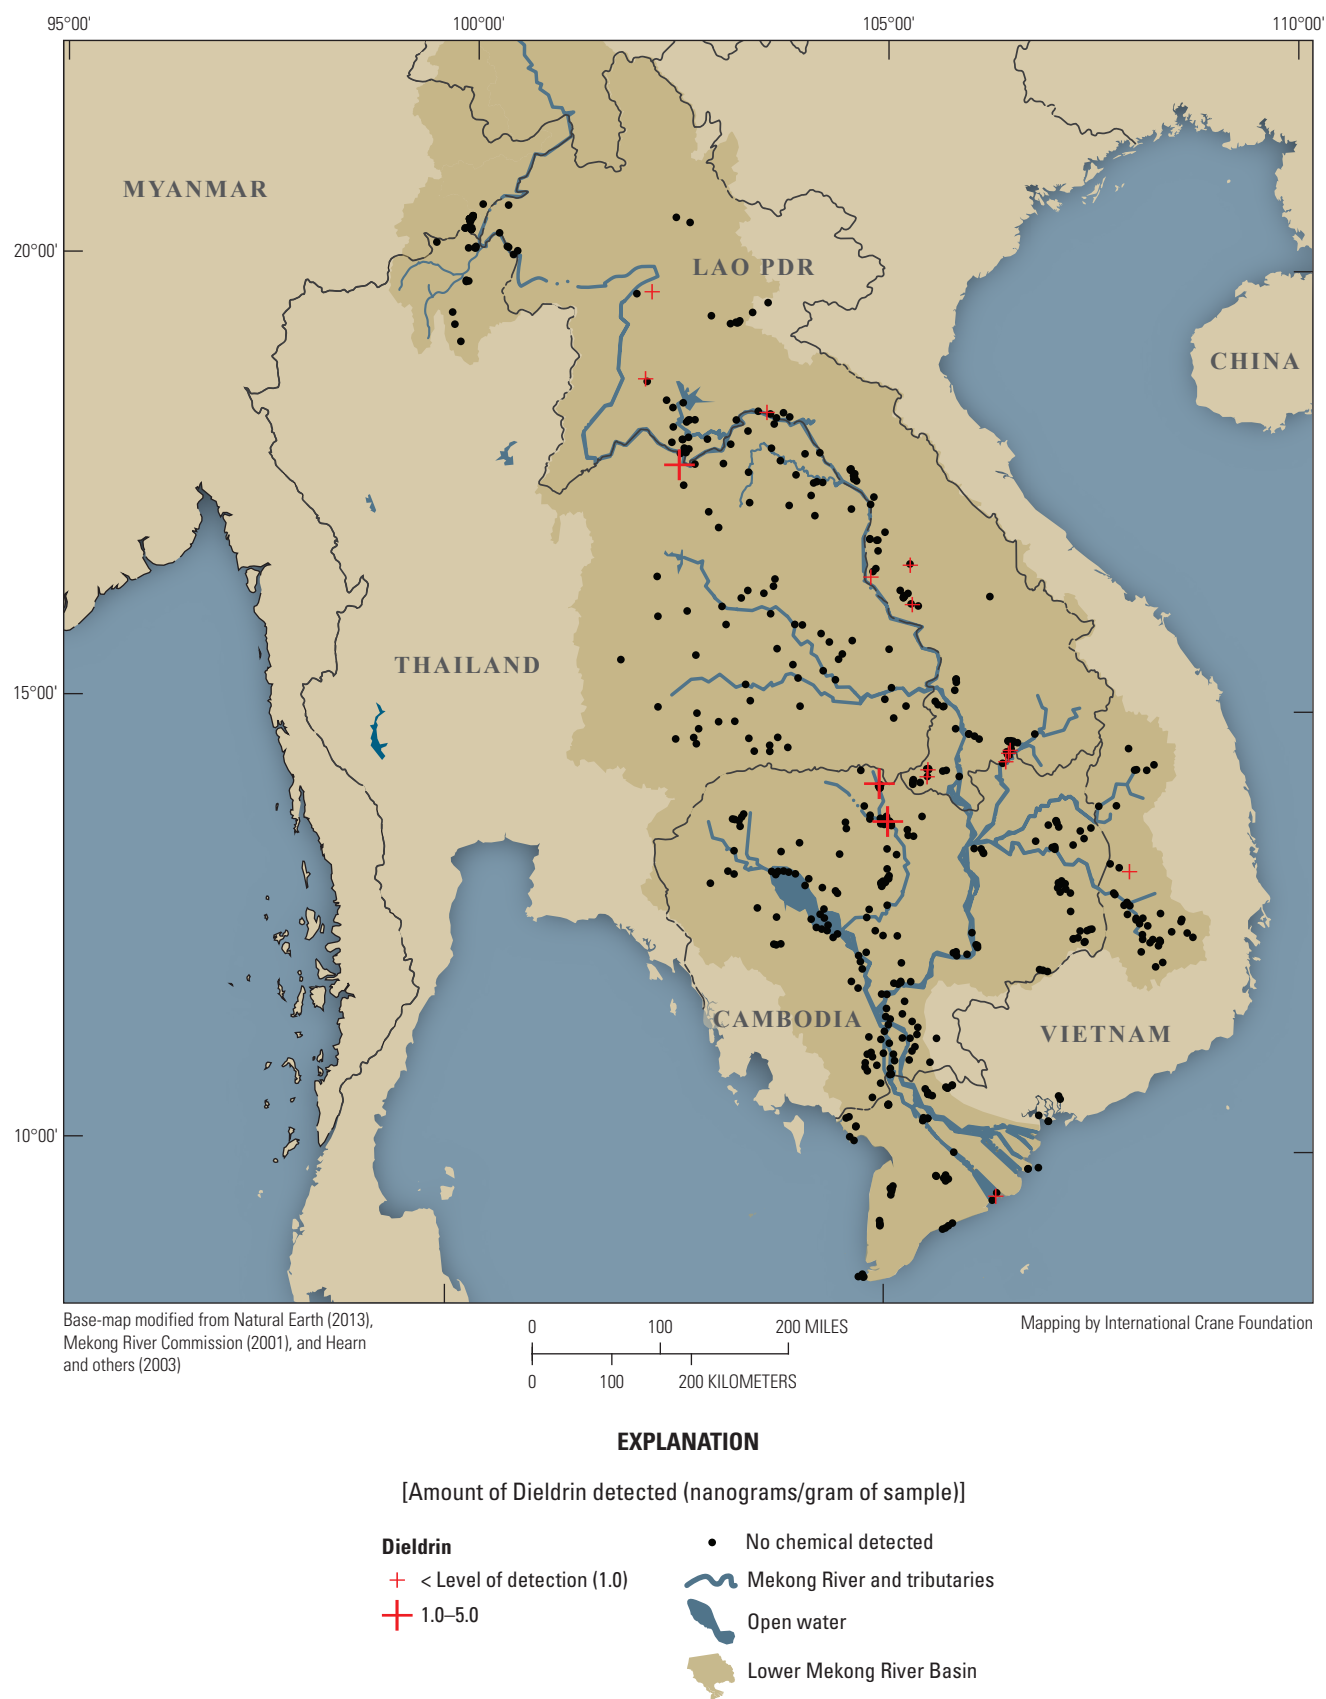 95°00'
100°00'
105°00'
110°00'
MYANMAR
20°00'
LAO PDR
CHINA
THAILAND
15°00'
CAMBODIA
VIETNAM
10°00'
Base-map modified from Natural Earth (2013),
Mekong River Commission (2001), and Hearn
and others (2003)
0 100 200 MILES
0 100 200 KILOMETERS
Mapping by International Crane Foundation
EXPLANATION
[Amount of Dieldrin detected (nanograms/gram of sample)]
Dieldrin
< Level of detection (1.0)
1.0–5.0
No chemical detected
Mekong River and tributaries
Open water
Lower Mekong River Basin